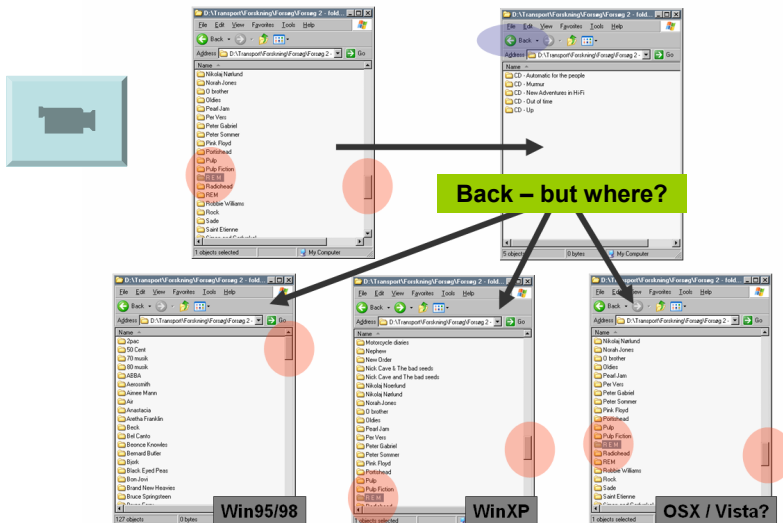 D:\Transport\Forskning\Forsøg\Forsøg 2 - fold...
File Edit View Favorites Tools Help
Back
Address D:\Transport\Forskning\Forsøg\Forsøg 2 - Go
Name
Nikolaj Nørlund
Norah Jones
O brother
Oldies
Pearl Jam
Per Vers
Peter Gabriel
Peter Sommer
Pink Floyd
Portishead
Pulp
Pulp Fiction
R E M
Radiohead
REM
Robbie Williams
Rock
Sade
Saint Etienne
1 objects selected My Computer
D:\Transport\Forskning\Forsøg\Forsøg 2 - fold...
File Edit View Favorites Tools Help
Back
Address D:\Transport\Forskning\Forsøg\Forsøg 2 - Go
Name
CD - Automatic for the people
CD - Murmur
CD - New Adventures in Hi-Fi
CD - Out of time
CD - Up
5 objects 0 bytes My Computer
Back – but where?
D:\Transport\Forskning\Forsøg\Forsøg 2 - fold...
File Edit View Favorites Tools Help
Back
Address D:\Transport\Forskning\Forsøg\Forsøg 2 - Go
Name
2pac
50 Cent
70 musik
80 musik
ABBA
Aerosmith
Aimee Mann
Air
Anastacia
Aretha Franklin
Beck
Bel Canto
Beonce Knowles
Bernard Butler
Bjork
Black Eyed Peas
Bon Jovi
Brand New Heavies
Bruce Springsteen
127 objects 0 bytes
Win95/98
D:\Transport\Forskning\Forsøg\Forsøg 2 - fold...
File Edit View Favorites Tools Help
Back
Address D:\Transport\Forskning\Forsøg\Forsøg 2 - Go
Name
Motorcycle diaries
Nephew
New Order
Nick Cave & The bad seeds
Nick Cave and The bad seeds
Nikolaj Noerlund
Nikolaj Nørlund
Norah Jones
O brother
Oldies
Pearl Jam
Per Vers
Peter Gabriel
Peter Sommer
Pink Floyd
Portishead
Pulp
Pulp Fiction
R E M
1 objects selected
WinXP
D:\Transport\Forskning\Forsøg\Forsøg 2 - fold...
File Edit View Favorites Tools Help
Back
Address D:\Transport\Forskning\Forsøg\Forsøg 2 - Go
Name
Nikolaj Nørlund
Norah Jones
O brother
Oldies
Pearl Jam
Per Vers
Peter Gabriel
Peter Sommer
Pink Floyd
Portishead
Pulp
Pulp Fiction
R E M
Radiohead
REM
Robbie Williams
Rock
Sade
Saint Etienne
1 objects selected
OSX / Vista?